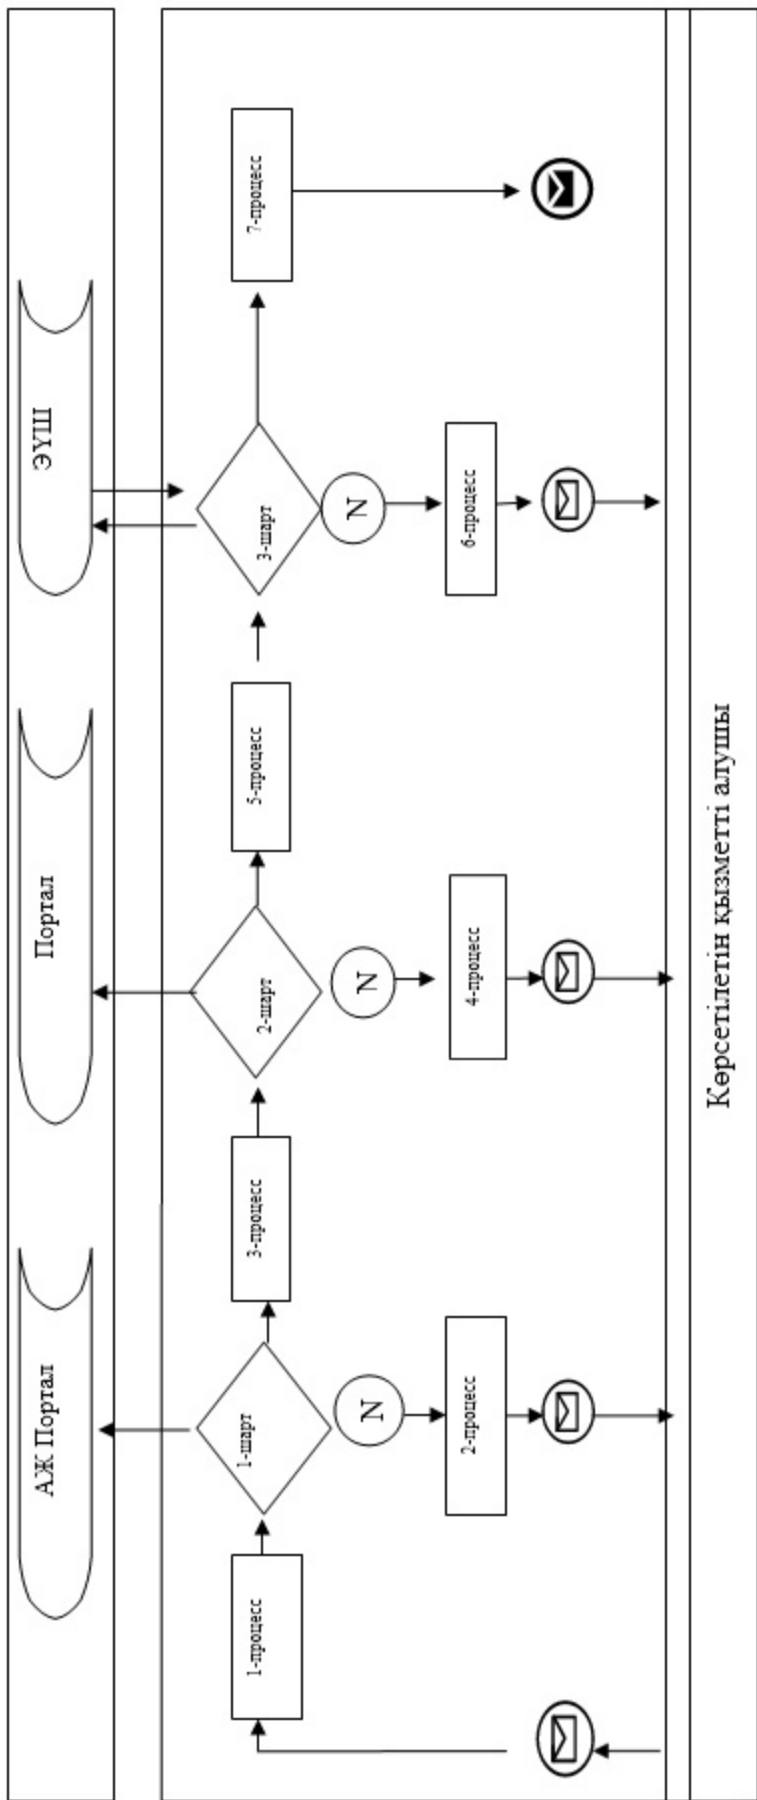 АЖ Портал
Портал
ЭҮШ
1-процесс
1-шарт
3-процесс
2-шарт
5-процесс
3-шарт
7-процесс
N
N
N
2-процесс
4-процесс
6-процесс
Көрсетілетін қызметті алушы